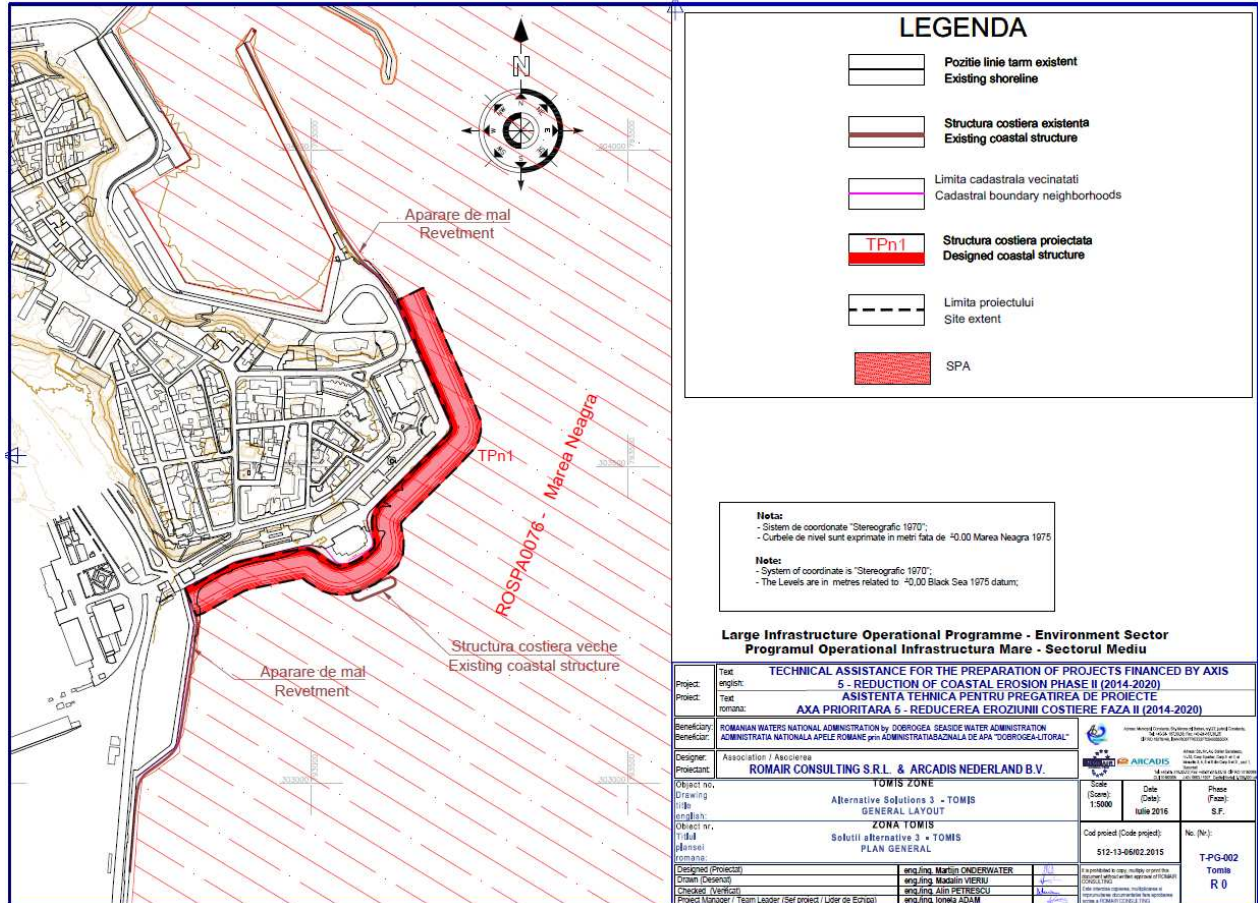 N
Aparare de mal
Revetment
TPn1
ROSPA0076 - Marea Neagra
Structura costiera veche
Existing coastal structure
Aparare de mal
Revetment
LEGENDA
Pozitie linie tarm existent
Existing shoreline
Structura costiera existenta
Existing coastal structure
Limita cadastrala vecinatati
Cadastral boundary neighborhoods
TPn1
Structura costiera proiectata
Designed coastal structure
Limita proiectului
Site extent
SPA
Nota:
- Sistem de coordonate "Stereografic 1970";
- Curbele de nivel sunt exprimate in metri fata de ±0.00 Marea Neagra 1975
Note:
- System of coordinate is "Stereografic 1970";
- The Levels are in metres related to ±0,00 Black Sea 1975 datum;
Large Infrastructure Operational Programme - Environment Sector
Programul Operational Infrastructura Mare - Sectorul Mediu
Project:
Text english:
TECHNICAL ASSISTANCE FOR THE PREPARATION OF PROJECTS FINANCED BY AXIS
5 - REDUCTION OF COASTAL EROSION PHASE II (2014-2020)
Project:
Text romana:
ASISTENTA TEHNICA PENTRU PREGATIREA DE PROIECTE
AXA PRIORITARA 5 - REDUCEREA EROZIUNII COSTIERE FAZA II (2014-2020)
Beneficiary:
ROMANIAN WATERS NATIONAL ADMINISTRATION by DOBROGEA SEASIDE WATER ADMINISTRATION
Beneficiar:
ADMINISTRATIA NATIONALA APELE ROMANE prin ADMINISTRATIABAZINALA DE APA "DOBROGEA-LITORAL"
Designer:
Proiectant:
Association / Asocierea
ROMAIR CONSULTING S.R.L. & ARCADIS NEDERLAND B.V.
ARCADIS
Object no,
Drawing
title
english:
TOMIS ZONE
Alternative Solutions 3 - TOMIS
GENERAL LAYOUT
Obiect nr,
Titlul
plansei
romana:
ZONA TOMIS
Solutii alternative 3 - TOMIS
PLAN GENERAL
Scale
(Scara):
1:5000
Date
(Data):
Iulie 2016
Phase
(Faza):
S.F.
Cod proiect (Code project):
512-13-06/02.2015
No. (Nr.):
T-PG-002
Tomis
R 0
Designed (Proiectat)
eng./ing. Martijn ONDERWATER
Drawn (Desenat)
eng./ing. Madalin VIERIU
Checked (Verificat)
eng./ing. Alin PETRESCU
Project Manager / Team Leader (Sef proiect / Lider de Echipa)
eng./ing. Ionela ADAM